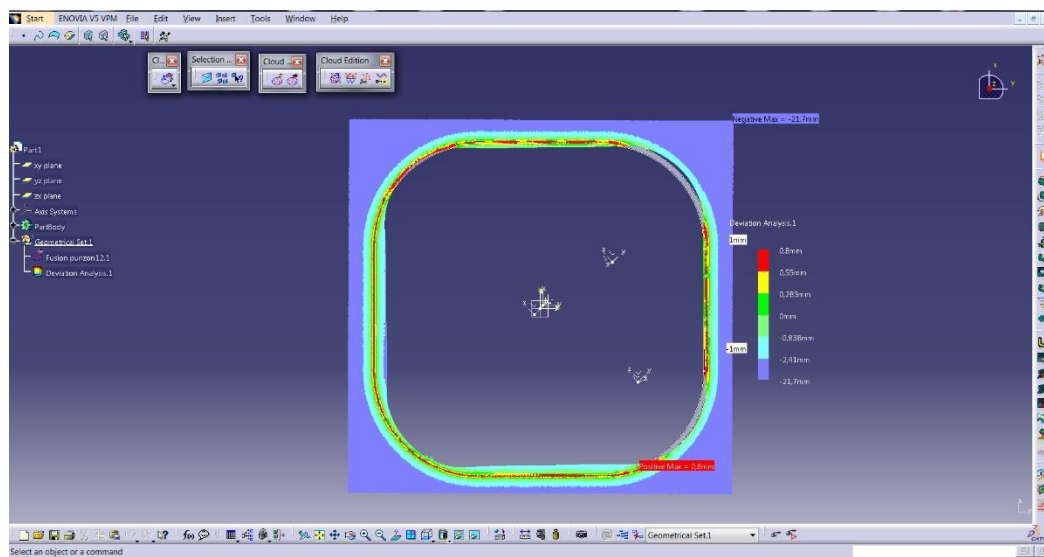 Start ENOVIA V5 VPM File Edit View Insert Tools Window Help
Cl... Selection ... Cloud ... Cloud Edition
x
y
z
Negative Max = -21,7mm
Part1
xy plane
yz plane
zx plane
Axis Systems
PartBody
Geometrical Set.1
Fusion punzon12.1
Deviation Analysis.1
Deviation Analysis.1
1mm
0,8mm
0,55mm
0,283mm
0mm
-0,838mm
-1mm
-2,41mm
-21,7mm
Positive Max = 0,8mm
Geometrical Set.1
Select an object or a command